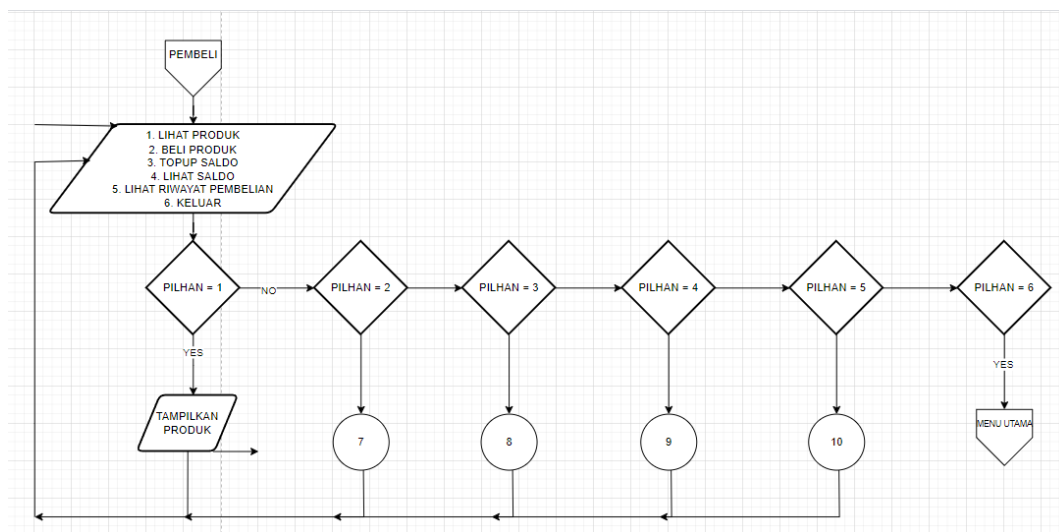 PEMBELI
1. LIHAT PRODUK
2. BELI PRODUK
3. TOPUP SALDO
4. LIHAT SALDO
5. LIHAT RIWAYAT PEMBELIAN
6. KELUAR
PILHAN = 1
NO
PILHAN = 2
PILHAN = 3
PILHAN = 4
PILHAN = 5
PILHAN = 6
YES
YES
TAMPILKAN
PRODUK
7
8
9
10
MENU UTAMA